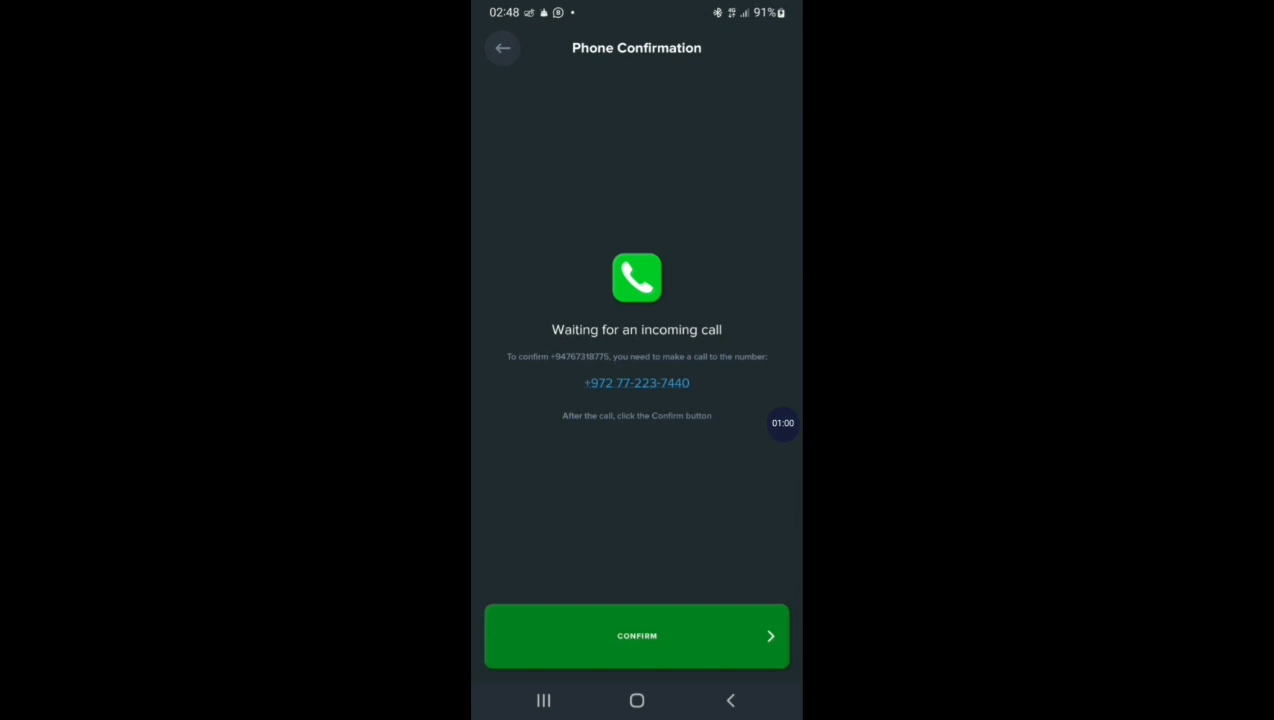 02:48 91%
Phone Confirmation
Waiting for an incoming call
To confirm +94767318775, you need to make a call to the number:
+972 77-223-7440
After the call, click the Confirm button
01:00
CONFIRM